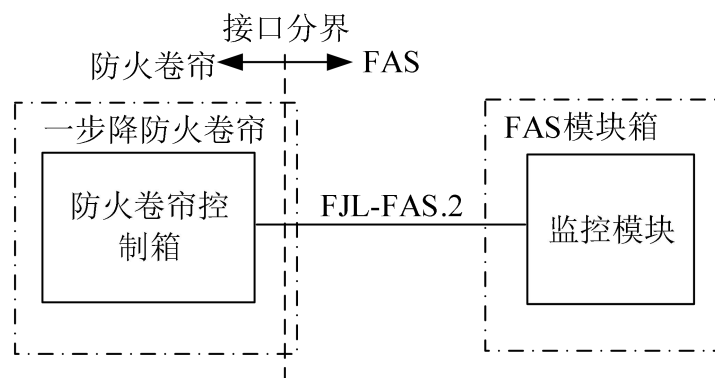 接口分界
防火卷帘
FAS
一步降防火卷帘
FAS模块箱
防火卷帘控
制箱
FJL-FAS.2
监控模块